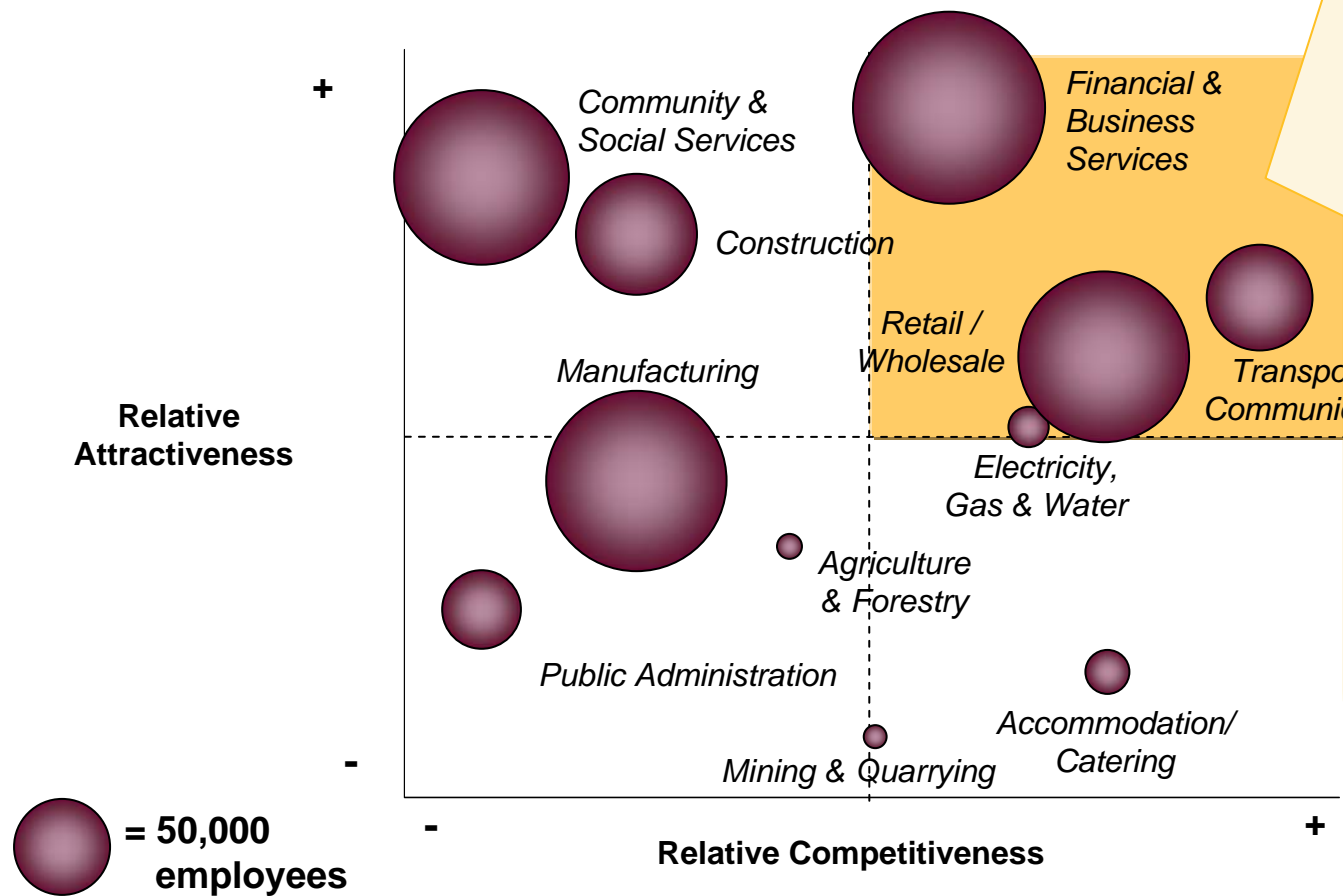 +
Community &
Social Services
Financial &
Business
Services
Construction
Retail /
Wholesale
Manufacturing
Relative
Attractiveness
Electricity,
Gas & Water
Agriculture
& Forestry
Public Administration
Accommodation/
Catering
Mining & Quarrying
-
-
+
= 50,000
employees
Relative Competitiveness